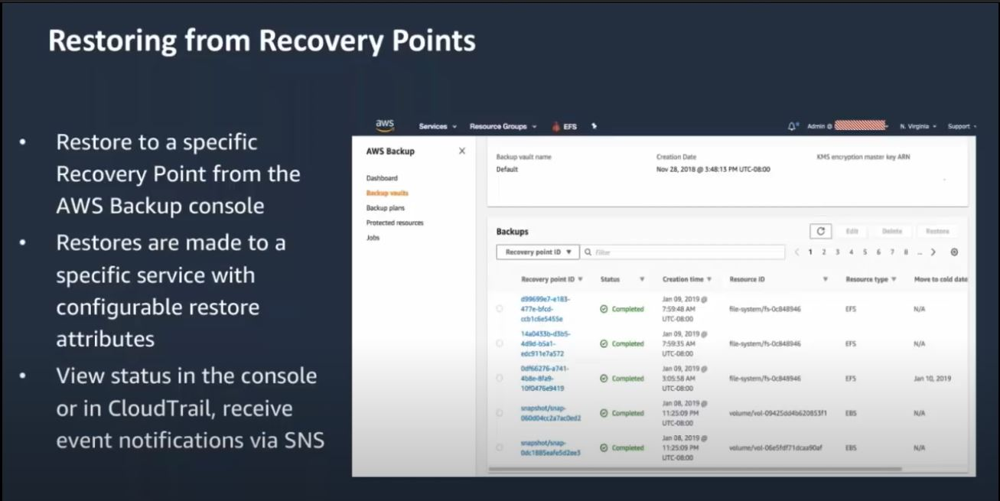 Restoring from Recovery Points
• Restore to a specific
Recovery Point from the
AWS Backup console
• Restores are made to a
specific service with
configurable restore
attributes
• View status in the console
or in CloudTrail, receive
event notifications via SNS
aws Services Resource Groups EFS Admin @ N. Virginia Support
AWS Backup X
Dashboard
Backup vaults
Backup plans
Protected resources
Jobs
Backup vault name Creation Date KMS encryption master key ARN
Default Nov 28, 2018 @ 3:48:13 PM UTC-08:00
Backups Edit Delete Restore
Recovery point ID Filter 1 2 3 4 5 6 7 8 ...
Recovery point ID Status Creation time Resource ID Resource type Move to cold date
d99699e7-e183-
477e-bfcd-
ccb1c6e5455e
Completed
Jan 09, 2019 @
7:59:48 AM
UTC-08:00
file-system/fs-0c848946
EFS
N/A
14a0433b-d3b5-
4d9d-b5a1-
edc911e7a572
Completed
Jan 09, 2019 @
7:59:35 AM
UTC-08:00
file-system/fs-0c848946
EFS
N/A
0df66276-a741-
4b8e-8fa9-
10f0476e9419
Completed
Jan 09, 2019 @
3:05:58 AM
UTC-08:00
file-system/fs-0c848946
EFS
Jan 10, 2019
snapshot/snap-
060d04cc2a7ac0ed2
Completed
Jan 08, 2019 @
11:25:09 PM
UTC-08:00
volume/vol-09425dd4b620853f1
EBS
N/A
snapshot/snap-
0dc1885eafe5d2ee3
Completed
Jan 08, 2019 @
11:25:09 PM
UTC-08:00
volume/vol-06e5fdf71dcaa90af
EBS
N/A